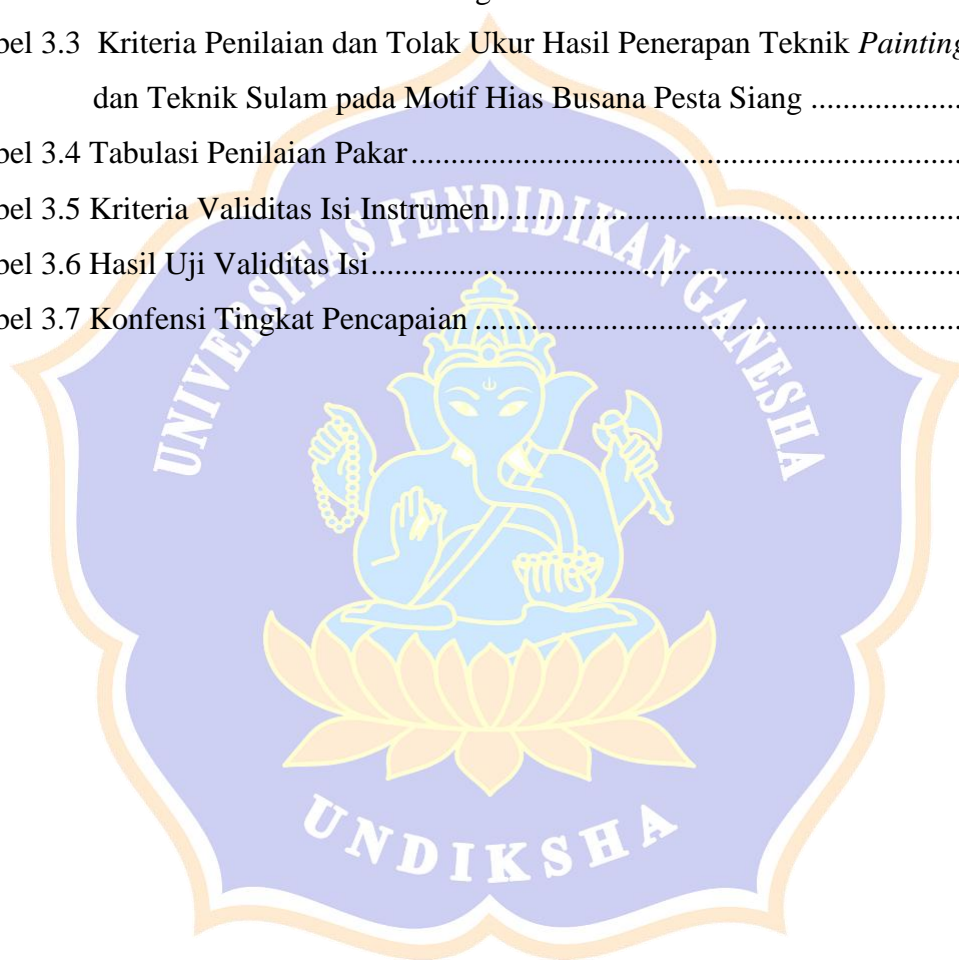 bel 3.3 Kriteria Penilaian dan Tolak Ukur Hasil Penerapan Teknik Painting
dan Teknik Sulam pada Motif Hias Busana Pesta Siang ..................
bel 3.4 Tabulasi Penilaian Pakar.....................................................................
bel 3.5 Kriteria Validitas Isi Instrumen...........................................................
bel 3.6 Hasil Uji Validitas Isi..........................................................................
bel 3.7 Konfensi Tingkat Pencapaian ............................................................
UNIVERSITAS PENDIDIKAN GANESHA
UNDIKSHA